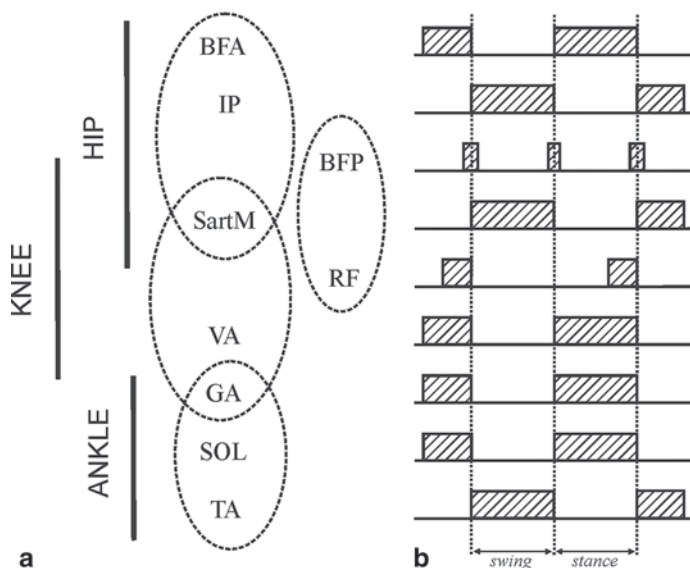 HIP
KNEE
ANKLE
BFA
IP
BFP
SartM
RF
VA
GA
SOL
TA
a
b
swing
stance